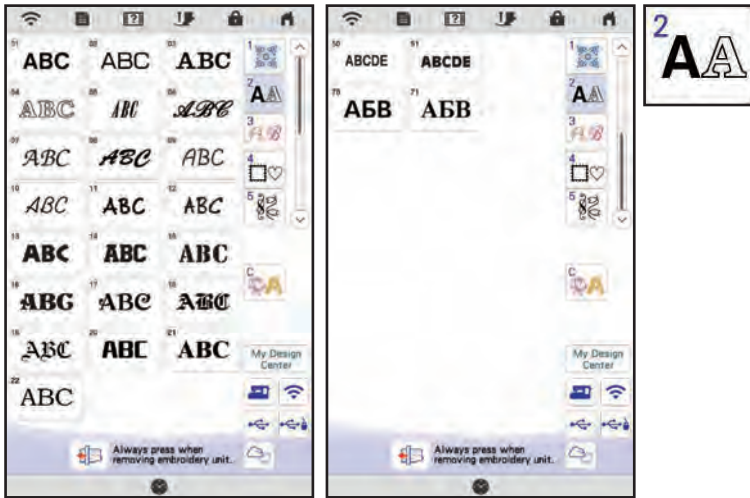 01 02 03
ABC ABC ABC
04 05 06
ABC ABC ABC
07 08 09
ABC ABC ABC
10 11 12
ABC ABC ABC
13 14 15
ABC ABC ABC
16 17 18
ABC ABC ABC
19 20 21
ABC ABC ABC
22
ABC
1
2
AA
3
AB
4
5
C
A
My Design
Center
Always press when
removing embroidery unit.
50 51
ABCDE ABCDE
70 71
АБВ АБВ
1
2
AA
3
AB
4
5
C
A
My Design
Center
Always press when
removing embroidery unit.
2
AA